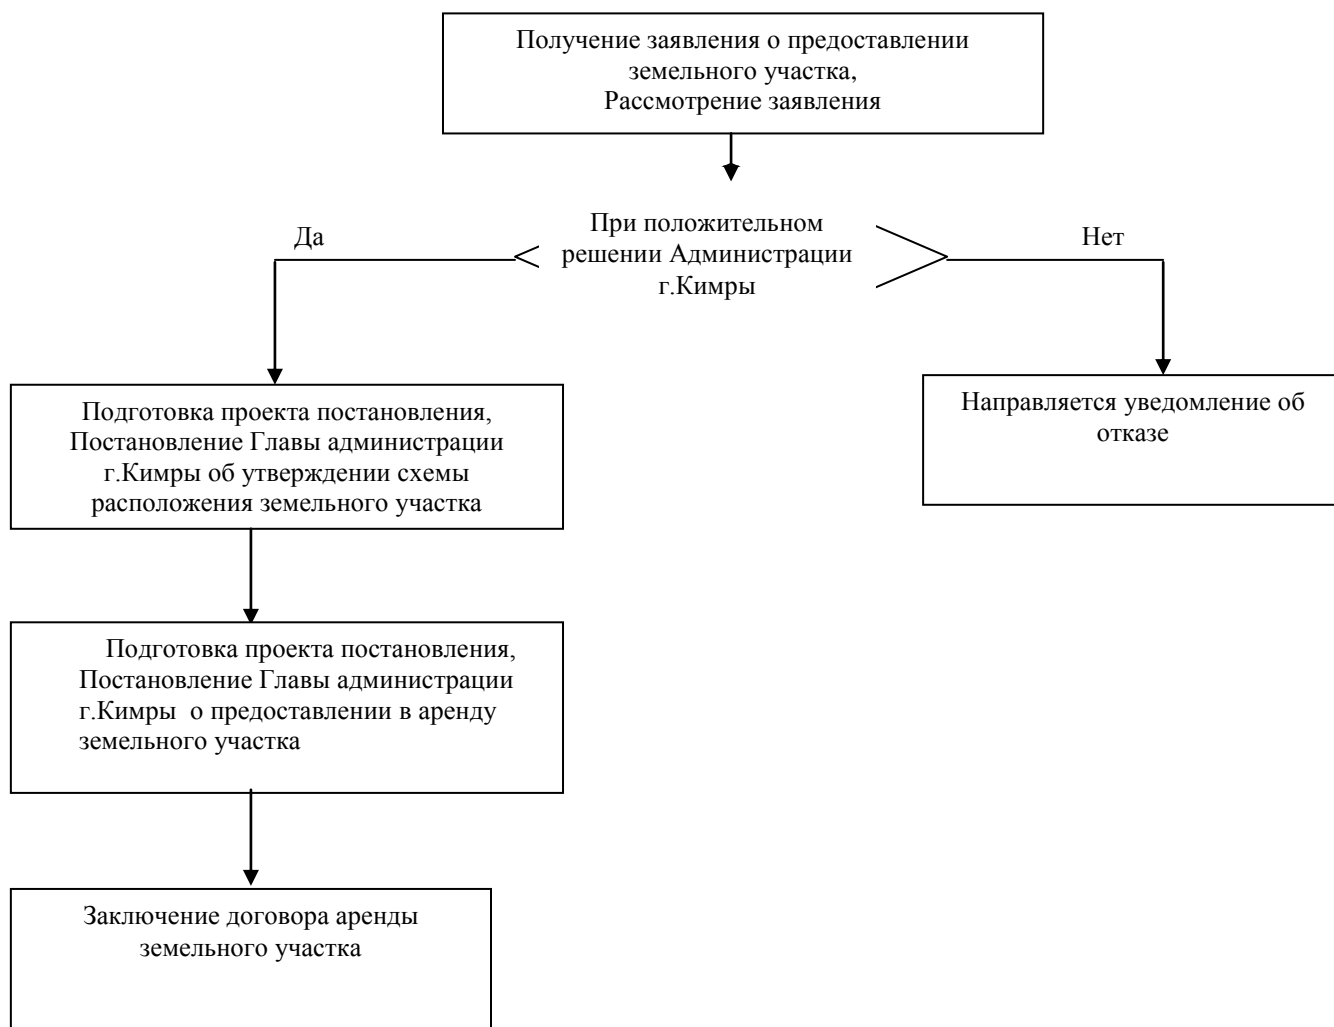 Получение заявления о предоставлении
земельного участка,
Рассмотрение заявления
При положительном
решении Администрации
г.Кимры
Да
Нет
Подготовка проекта постановления,
Постановление Главы администрации
г.Кимры об утверждении схемы
расположения земельного участка
Направляется уведомление об
отказе
Подготовка проекта постановления,
Постановление Главы администрации
г.Кимры  о предоставлении в аренду
земельного участка
Заключение договора аренды
земельного участка